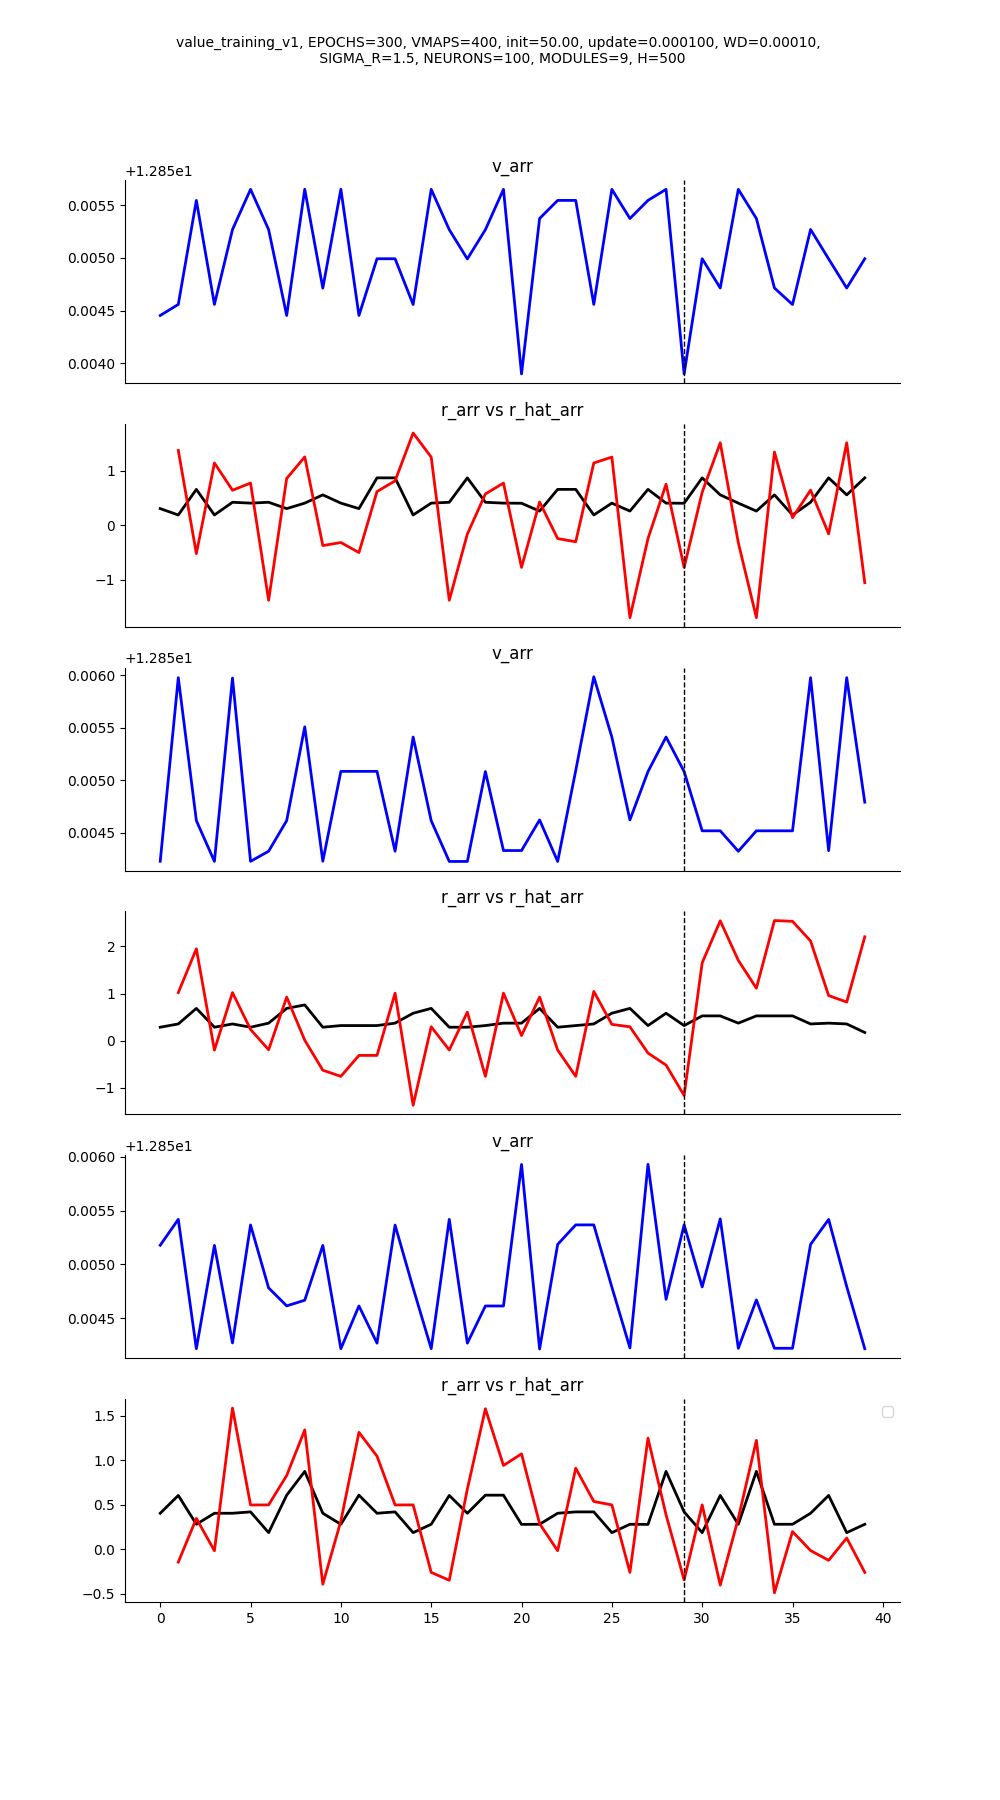 value_training_v1, EPOCHS=300, VMAPS=400, init=50.00, update=0.000100, WD=0.00010,
SIGMA_R=1.5, NEURONS=100, MODULES=9, H=500
+1.285e1
v_arr
0.0055
0.0050
0.0045
0.0040
r_arr vs r_hat_arr
1
0
−1
+1.285e1
v_arr
0.0060
0.0055
0.0050
0.0045
r_arr vs r_hat_arr
2
1
0
−1
+1.285e1
v_arr
0.0060
0.0055
0.0050
0.0045
r_arr vs r_hat_arr
1.5
1.0
0.5
0.0
−0.5
0 5 10 15 20 25 30 35 40